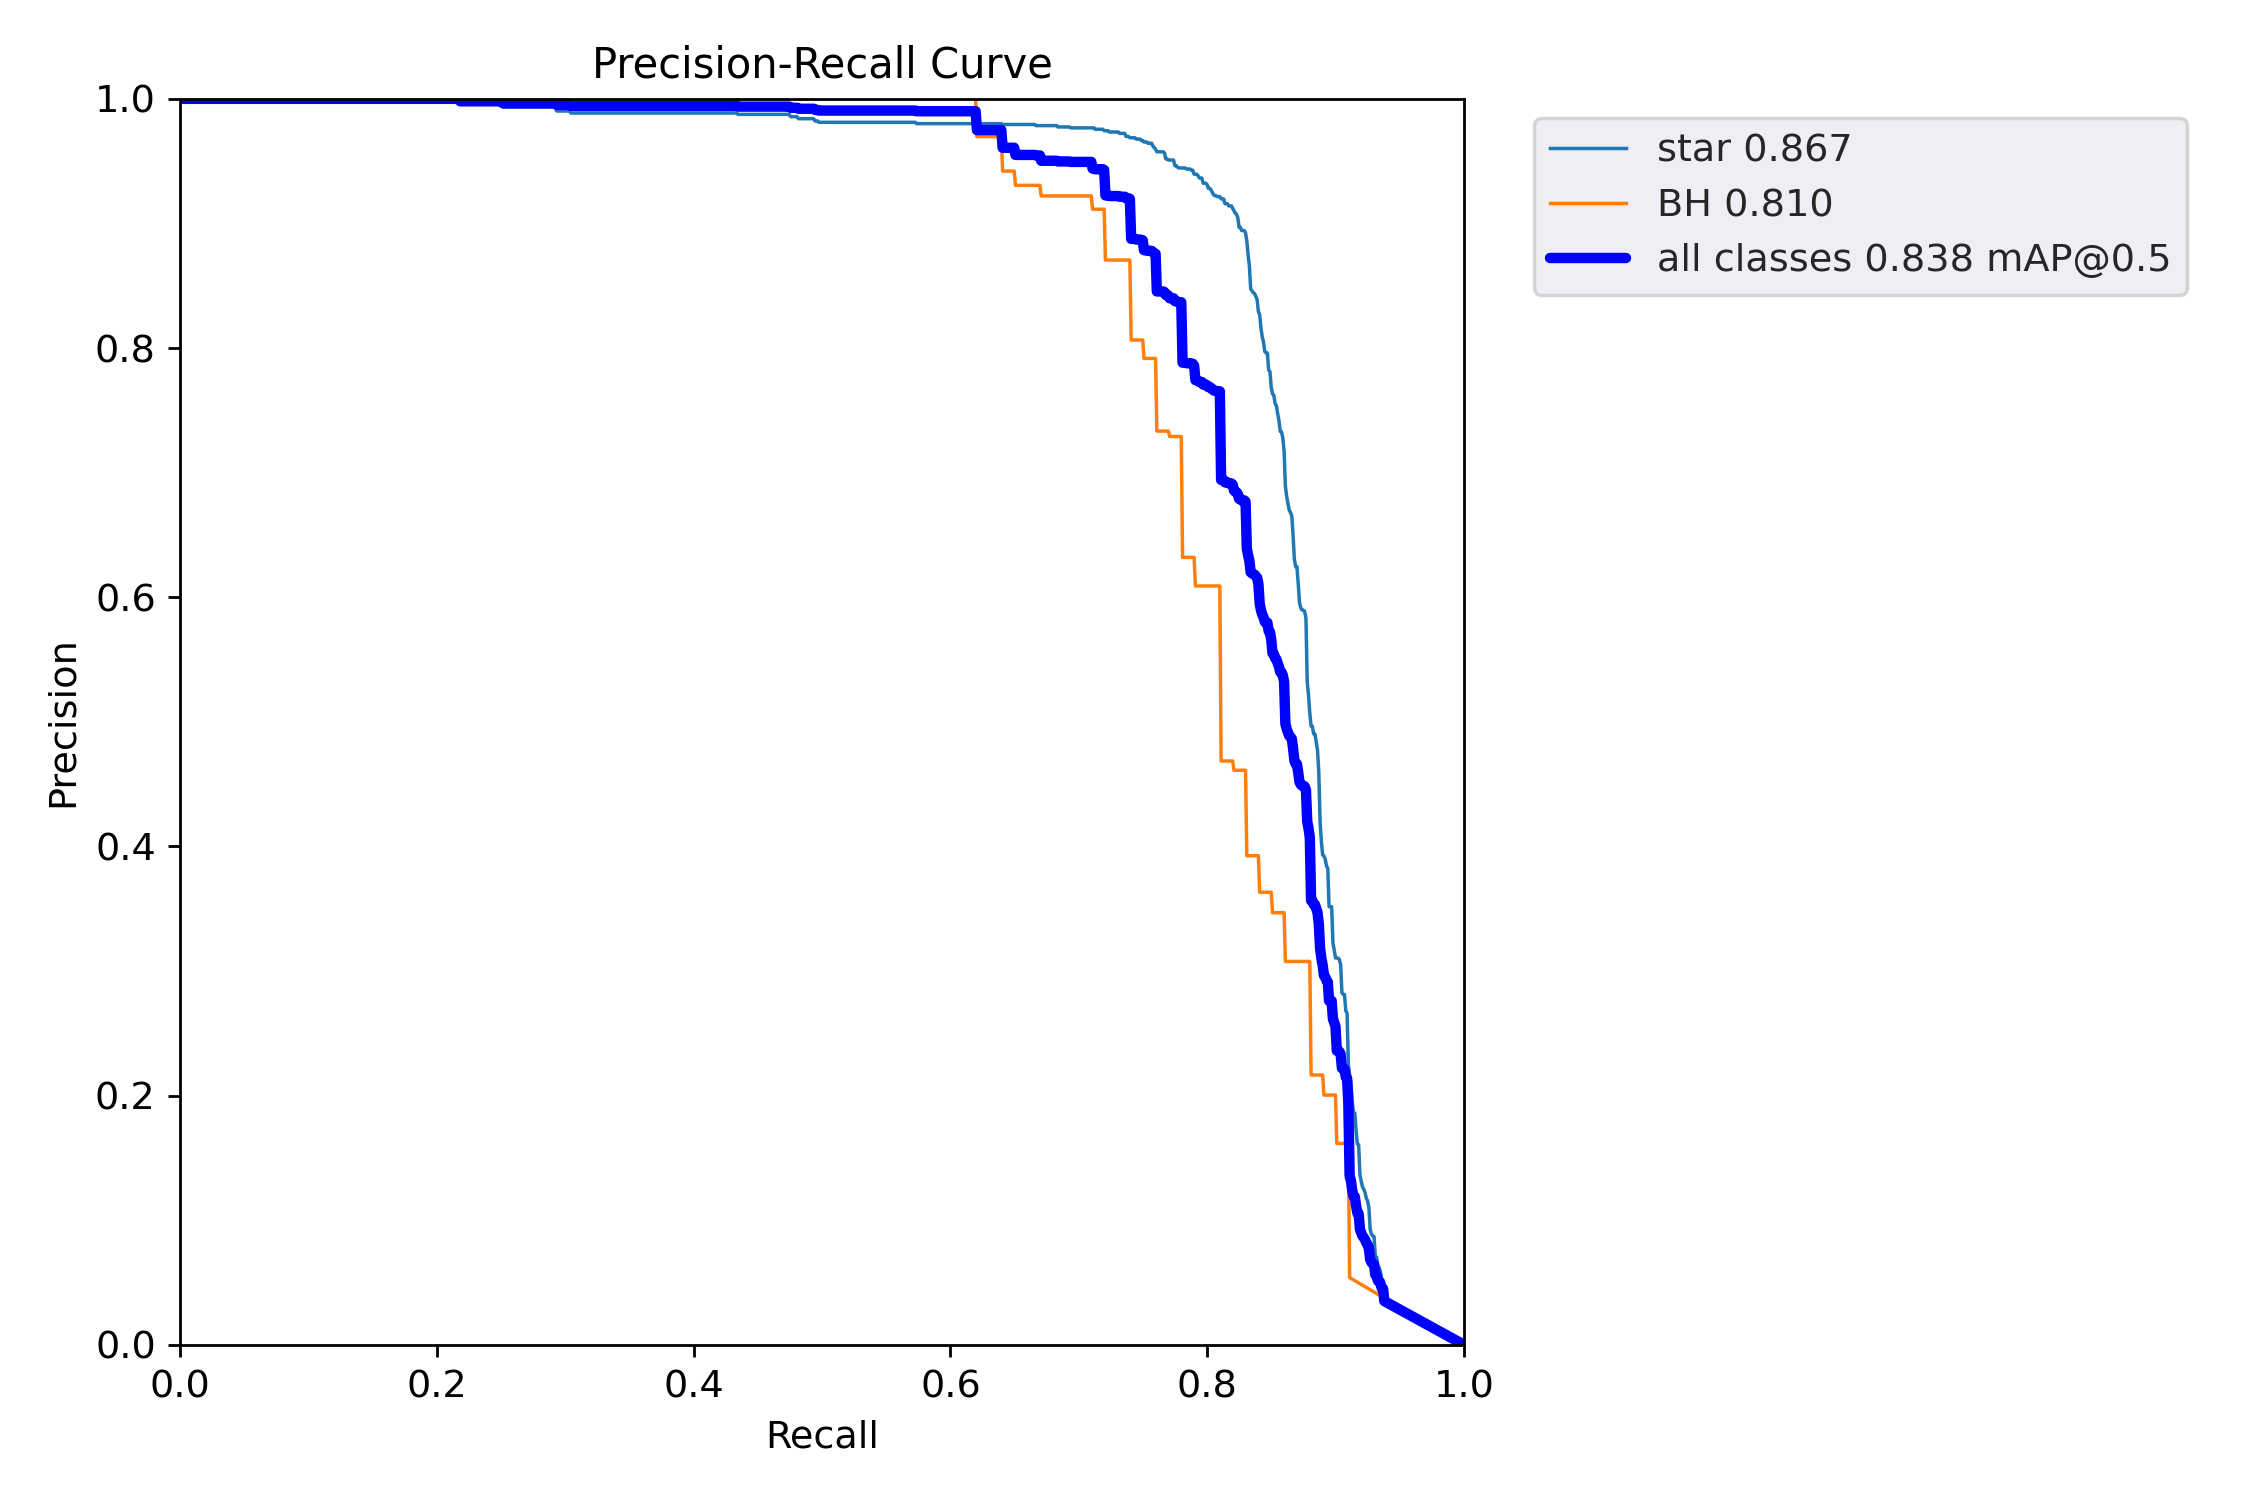 Precision-Recall Curve
1.0
0.8
0.6
0.4
0.2
0.0
Precision
0.0 0.2 0.4 0.6 0.8 1.0
Recall
star 0.867
BH 0.810
all classes 0.838 mAP@0.5